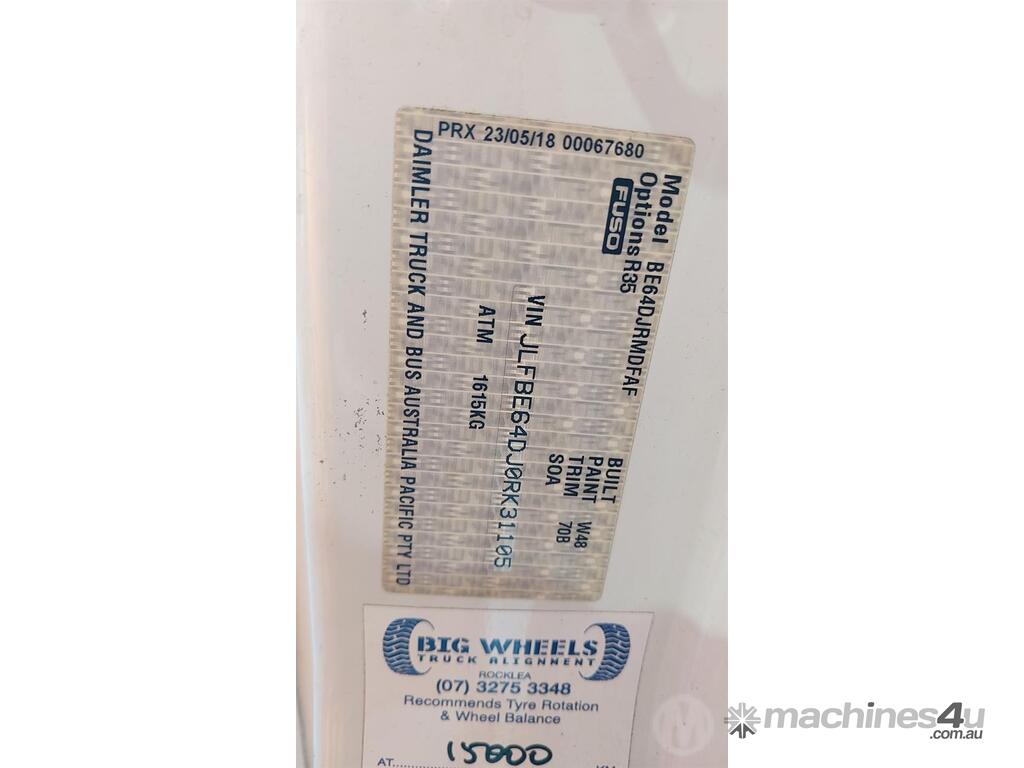 PRX 23/05/18 00067680
Model BE64DJRMDFAF
Options R35
FUSO
BUILT
PAINT W48
TRIM 70B
SOA
VIN JLFBE64DJ0RK31105
ATM 1615KG
DAIMLER TRUCK AND BUS AUSTRALIA PACIFIC PTY LTD
BIG WHEELS
TRUCK ALIGNMENT
ROCKLEA
(07) 3275 3348
Recommends Tyre Rotation
& Wheel Balance
AT
machines4u
.com.au